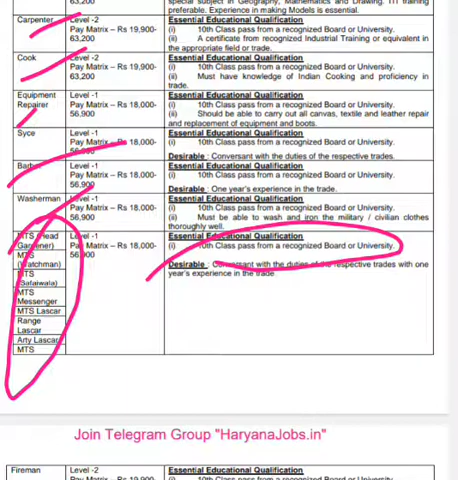 63,200
special subject in Geography, Mathematics and Drawing. ITI training
preferable. Experience in making Models is essential.
Carpenter
Level -2
Pay Matrix – Rs 19,900-
63,200
Essential Educational Qualification
(i) 10th Class pass from a recognized Board or University.
(ii) A certificate from recognized Industrial Training or equivalent in
the appropriate field or trade.
Cook
Level -2
Pay Matrix – Rs 19,900-
63,200
Essential Educational Qualification
(i) 10th Class pass from a recognized Board or University.
(ii) Must have knowledge of Indian Cooking and proficiency in
trade.
Equipment
Repairer
Level -1
Pay Matrix – Rs 18,000-
56,900
Essential Educational Qualification
(i) 10th Class pass from a recognized Board or University.
(ii) Should be able to carry out all canvas, textile and leather repair
and replacement of equipment and boots.
Syce
Level -1
Pay Matrix – Rs 18,000-
Essential Educational Qualification
(i) 10th Class pass from a recognized Board or University.
Desirable : Conversant with the duties of the respective trades.
Barber
Level -1
Pay Matrix – Rs 18,000-
56,900
Essential Educational Qualification
(i) 10th Class pass from a recognized Board or University.
Desirable : One year's experience in the trade.
Washerman
Level -1
Pay Matrix – Rs 18,000-
56,900
Essential Educational Qualification
(i) 10th Class pass from a recognized Board or University.
(ii) Must be able to wash and iron the military / civilian clothes
thoroughly well.
MTS (Head
Gardener)
MTS
(Watchman)
MTS
(Safaiwala)
MTS
Messenger
MTS Lascar
Range
Lascar
Arty Lascar
MTS
Level -1
Pay Matrix – Rs 18,000-
56,900
Essential Educational Qualification
(i) 10th Class pass from a recognized Board or University.
Desirable : Conversant with the duties of the respective trades with one
year's experience in the trade
Join Telegram Group "HaryanaJobs.in"
Fireman
Level -2
Pay Matrix – Rs 19,900-
Essential Educational Qualification
(i) 10th Class pass from a recognized Board or University.